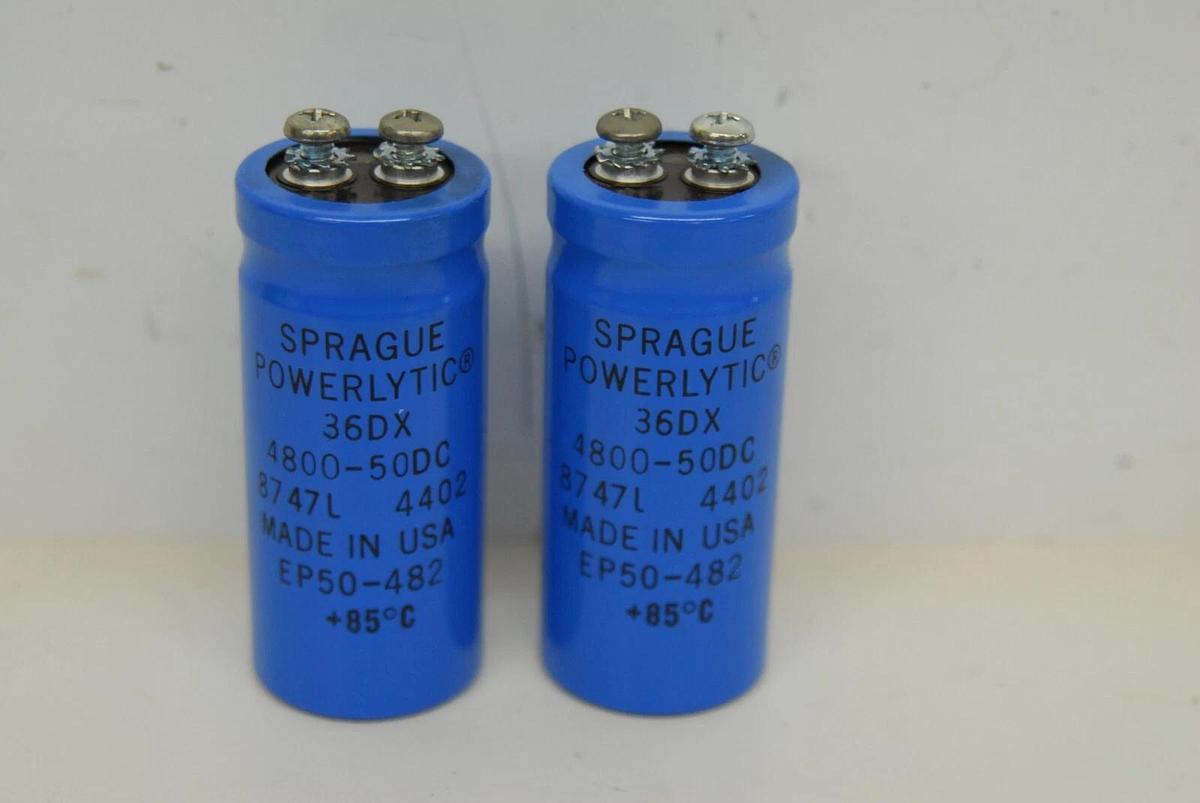 SPRAGUE
POWERLYTIC®
36DX
4800-50DC
8747L 4402
MADE IN USA
EP50-482
+85°C
SPRAGUE
POWERLYTIC®
36DX
4800-50DC
8747L 4402
MADE IN USA
EP50-482
+85°C